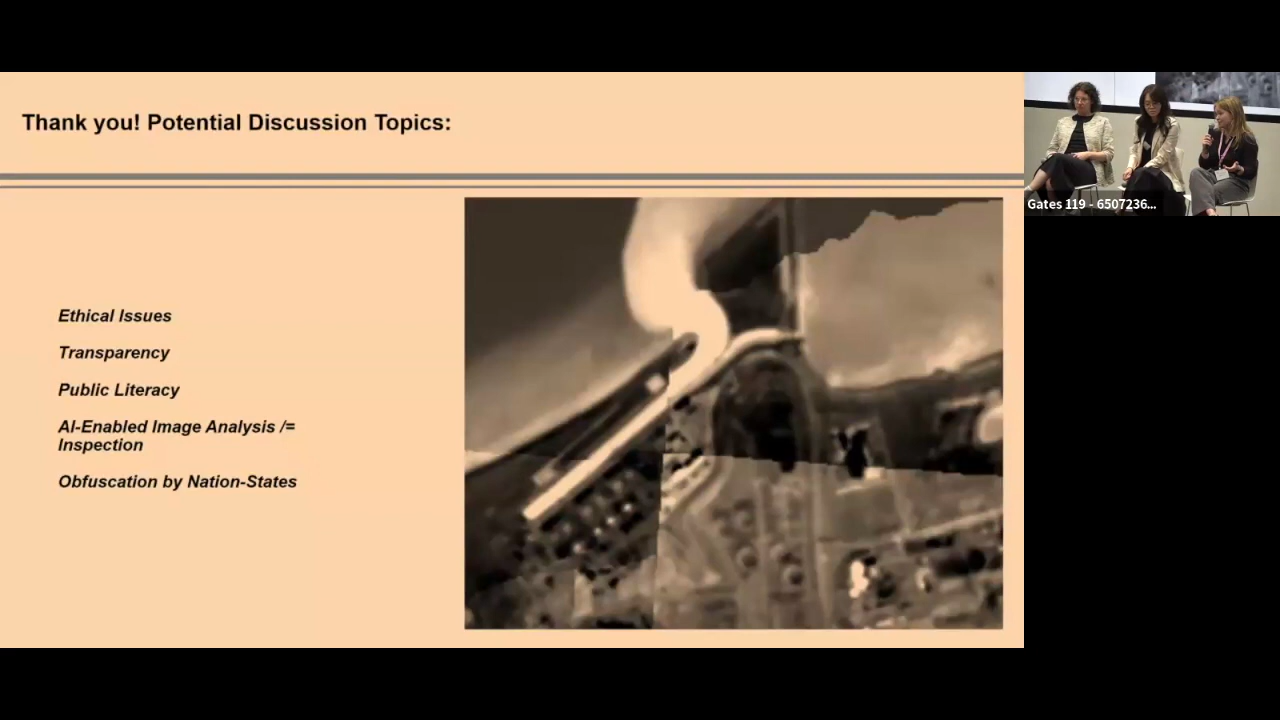 Thank you! Potential Discussion Topics:
Ethical Issues
Transparency
Public Literacy
AI-Enabled Image Analysis /=
Inspection
Obfuscation by Nation-States
Gates 119 - 6507236...